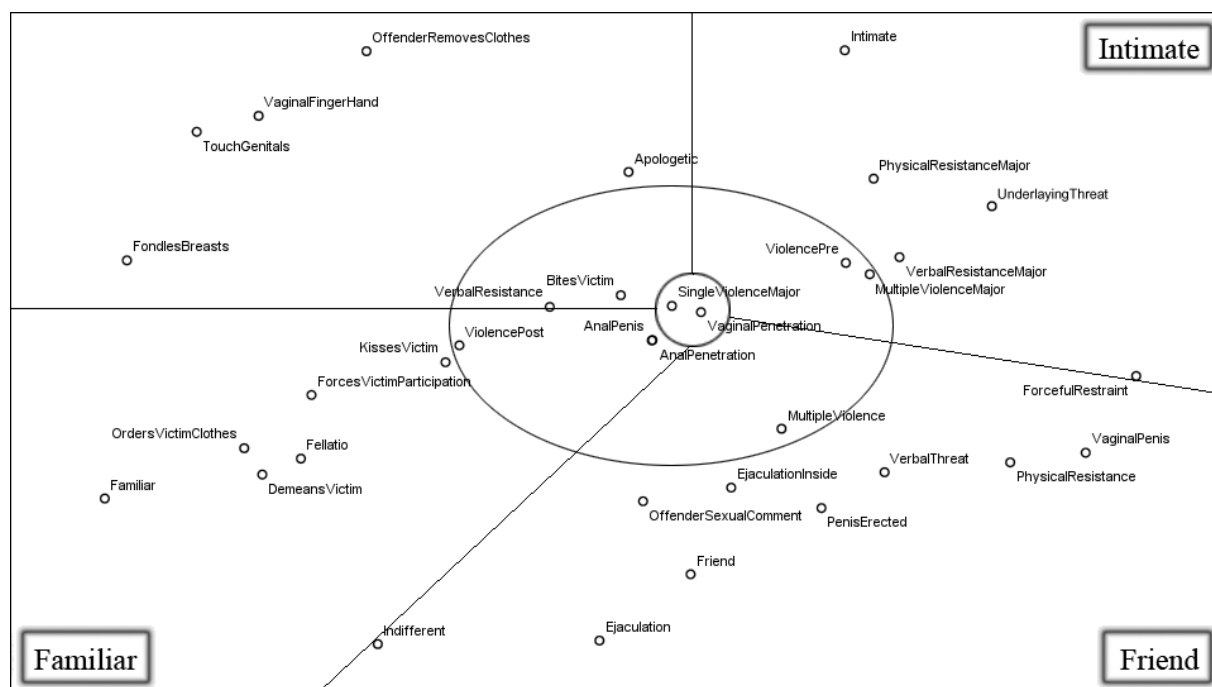 OffenderRemovesClothes
Intimate
Intimate
VaginalFingerHand
TouchGenitals
Apologetic
PhysicalResistanceMajor
UnderlayingThreat
FondlesBreasts
ViolencePre
VerbalResistanceMajor
MultipleViolenceMajor
BitesVictim
VerbalResistance
SingleViolenceMajor
AnalPenis
VaginalPenetration
ViolencePost
KissesVictim
AnalPenetration
ForcesVictimParticipation
ForcefulRestraint
MultipleViolence
OrdersVictimClothes
Fellatio
VerbalThreat
VaginalPenis
PhysicalResistance
Familiar
DemeansVictim
EjaculationInside
OffenderSexualComment
PenisErected
Friend
Indifferent
Ejaculation
Familiar
Friend